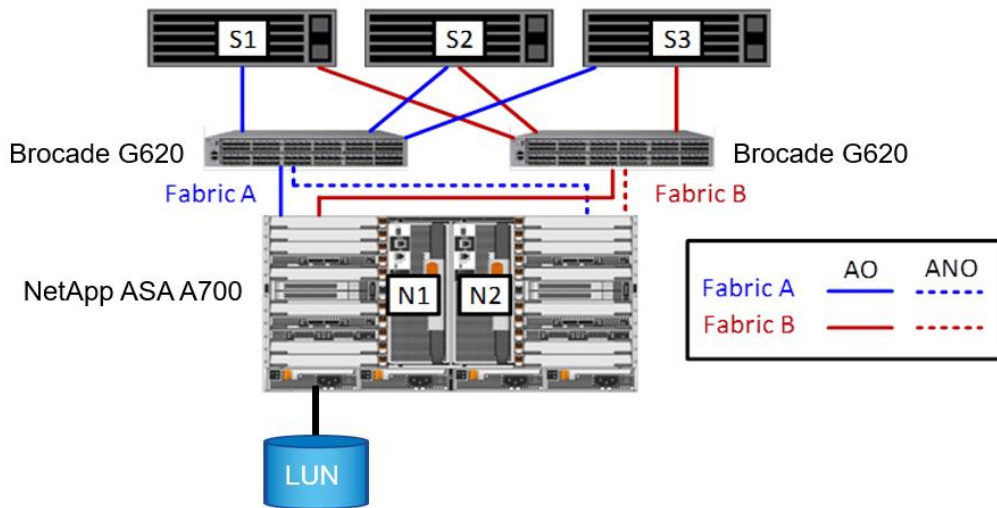 S1
S2
S3
Brocade G620
Brocade G620
Fabric A
Fabric B
NetApp ASA A700
N1
N2
AO
ANO
Fabric A
Fabric B
LUN